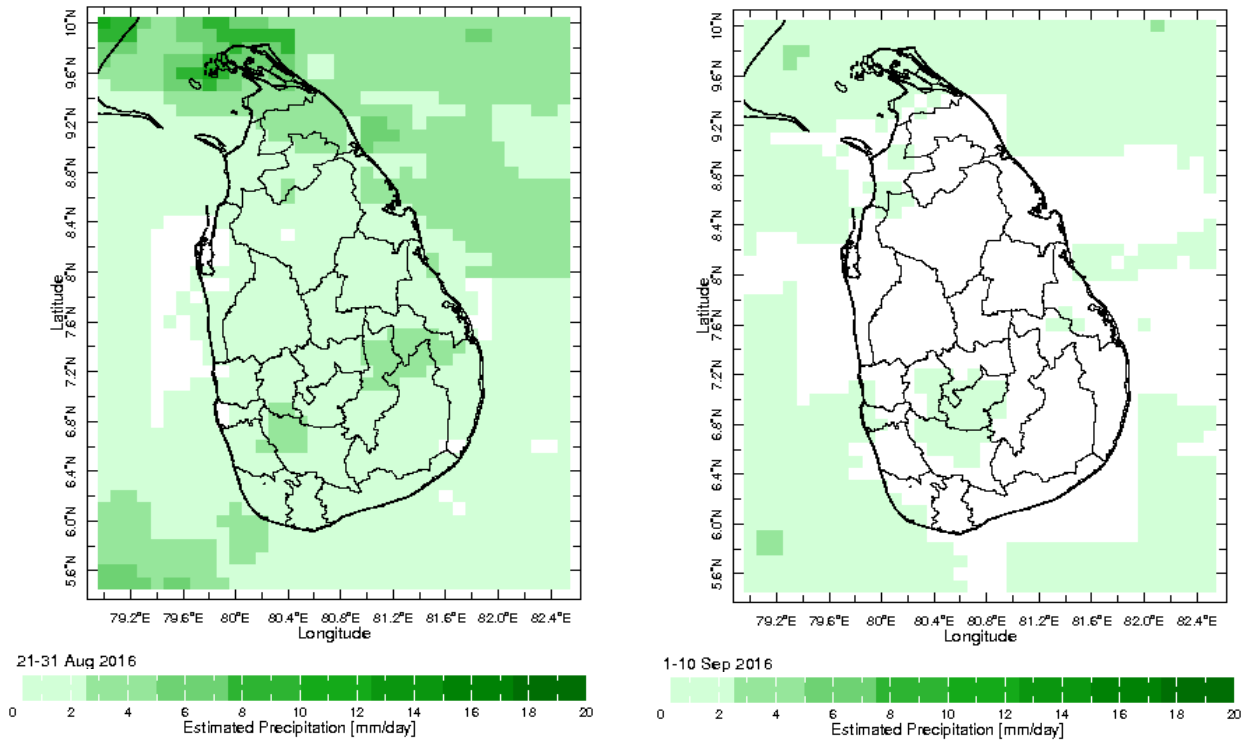 10°N
9.6°N
9.2°N
8.8°N
8.4°N
8°N
7.6°N
7.2°N
6.8°N
6.4°N
6.0°N
5.6°N
Latitude
79.2°E 79.6°E 80°E 80.4°E 80.8°E 81.2°E 81.6°E 82.0°E 82.4°E
Longitude
21-31 Aug 2016
0 2 4 6 8 10 12 14 16 18 20
Estimated Precipitation [mm/day]
10°N
9.6°N
9.2°N
8.8°N
8.4°N
8°N
7.6°N
7.2°N
6.8°N
6.4°N
6.0°N
5.6°N
Latitude
79.2°E 79.6°E 80°E 80.4°E 80.8°E 81.2°E 81.6°E 82.0°E 82.4°E
Longitude
1-10 Sep 2016
0 2 4 6 8 10 12 14 16 18 20
Estimated Precipitation [mm/day]